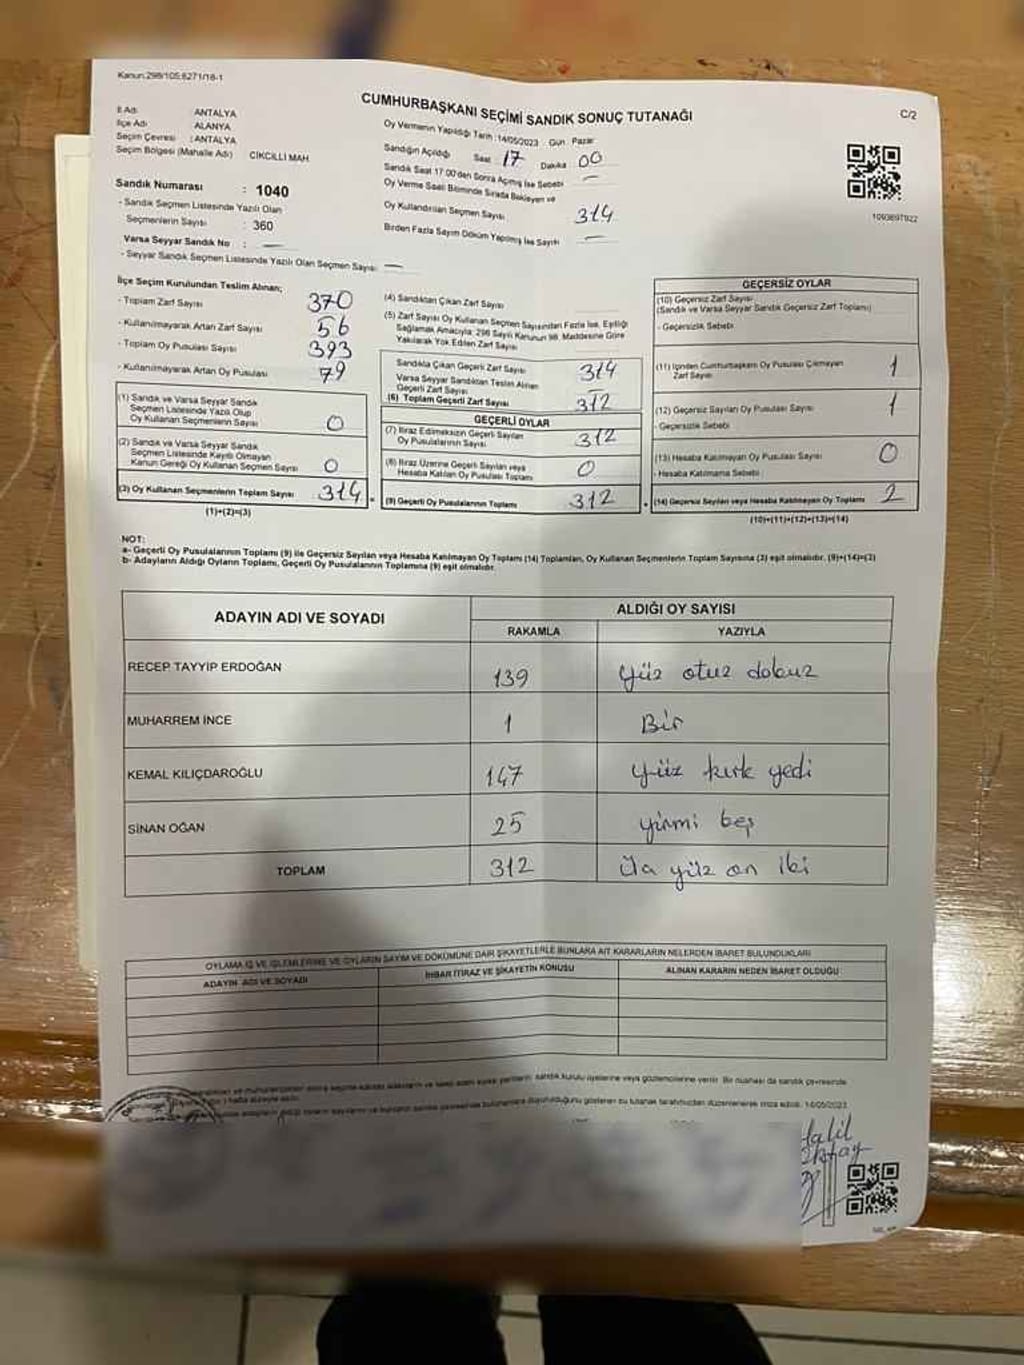 Kanun:298/105;6271/18-1
CUMHURBAŞKANI SEÇİMİ SANDIK SONUÇ TUTANAĞI
C/2
İl Adı : ANTALYA
İlçe Adı : ALANYA
Seçim Çevresi : ANTALYA
Seçim Bölgesi (Mahalle Adı) CİKCİLLİ MAH
Sandık Numarası : 1040
- Sandık Seçmen Listesinde Yazılı Olan
Seçmenlerin Sayısı : 360
Varsa Seyyar Sandık No : —
- Seyyar Sandık Seçmen Listesinde Yazılı Olan Seçmen Sayısı: —
Oy Vermenin Yapıldığı Tarih :14/05/2023 Gün : Pazar
Sandığın Açıldığı Saat 17 Dakika 00
Sandık Saat 17:00'den Sonra Açılmış İse Sebebi —
Oy Verme Saati Bitiminde Sırada Bekleyen ve
Oy Kullandırılan Seçmen Sayısı 314
Birden Fazla Sayım Döküm Yapılmış İse Sayısı —
109369T922
İlçe Seçim Kurulundan Teslim Alınan;
- Toplam Zarf Sayısı 370
- Kullanılmayarak Artan Zarf Sayısı 56
- Toplam Oy Pusulası Sayısı 393
- Kullanılmayarak Artan Oy Pusulası 79
(1) Sandık ve Varsa Seyyar Sandık
Seçmen Listesinde Yazılı Olup
Oy Kullanan Seçmenlerin Sayısı 0
(2) Sandık ve Varsa Seyyar Sandık
Seçmen Listesinde Kayıtlı Olmayan
Kanun Gereği Oy Kullanan Seçmen Sayısı 0
(3) Oy Kullanan Seçmenlerin Toplam Sayısı 314
(1)+(2)=(3)
(4) Sandıktan Çıkan Zarf Sayısı
(5) Zarf Sayısı Oy Kullanan Seçmen Sayısından Fazla İse, Eşitliği
Sağlamak Amacıyla; 298 Sayılı Kanunun 98. Maddesine Göre
Yakılarak Yok Edilen Zarf Sayısı
Sandıkta Çıkan Geçerli Zarf Sayısı 314
Varsa Seyyar Sandıktan Teslim Alınan
Geçerli Zarf Sayısı
(6) Toplam Geçerli Zarf Sayısı 312
GEÇERLİ OYLAR
(7) İtiraz Edilmeksizin Geçerli Sayılan
Oy Pusulalarının Sayısı 312
(8) İtiraz Üzerine Geçerli Sayılan veya
Hesaba Katılan Oy Pusulası Toplamı 0
(9) Geçerli Oy Pusulalarının Toplamı 312
GEÇERSİZ OYLAR
(10) Geçersiz Zarf Sayısı
(Sandık ve Varsa Seyyar Sandık Geçersiz Zarf Toplamı)
- Geçersizlik Sebebi
(11) İçinden Cumhurbaşkanı Oy Pusulası Çıkmayan
Zarf Sayısı 1
(12) Geçersiz Sayılan Oy Pusulası Sayısı 1
- Geçersizlik Sebebi
(13) Hesaba Katılmayan Oy Pusulası Sayısı 0
- Hesaba Katılmama Sebebi
(14) Geçersiz Sayılan veya Hesaba Katılmayan Oy Toplamı 2
(10)+(11)+(12)+(13)=(14)
NOT:
a- Geçerli Oy Pusulalarının Toplamı (9) ile Geçersiz Sayılan veya Hesaba Katılmayan Oy Toplamı (14) Toplamları, Oy Kullanan Seçmenlerin Toplam Sayısına (3) eşit olmalıdır. (9)+(14)=(3)
b- Adayların Aldığı Oyların Toplamı, Geçerli Oy Pusulalarının Toplamına (9) eşit olmalıdır.
ADAYIN ADI VE SOYADI
ALDIĞI OY SAYISI
RAKAMLA YAZIYLA
RECEP TAYYİP ERDOĞAN 139 yüz otuz dokuz
MUHARREM İNCE 1 Bir
KEMAL KILIÇDAROĞLU 147 yüz kırk yedi
SİNAN OĞAN 25 yirmi beş
TOPLAM 312 yüz on iki
OYLAMA İŞ VE İŞLEMLERİNE VE OYLARIN SAYIM VE DÖKÜMÜNE DAİR ŞİKAYETLERLE BUNLARA AİT KARARLARIN NELERDEN İBARET BULUNDUKLARI
ADAYIN ADI VE SOYADI İHBAR İTİRAZ VE ŞİKAYETİN KONUSU ALINAN KARARIN NEDEN İBARET OLDUĞU
sandık kurulu üyelerine veya gözlemcilerine verilir. Bir nüshası da sandık çevresinde
bu tutanak tarafımızdan düzenlenerek imza edildi. 14/05/2023
Halil